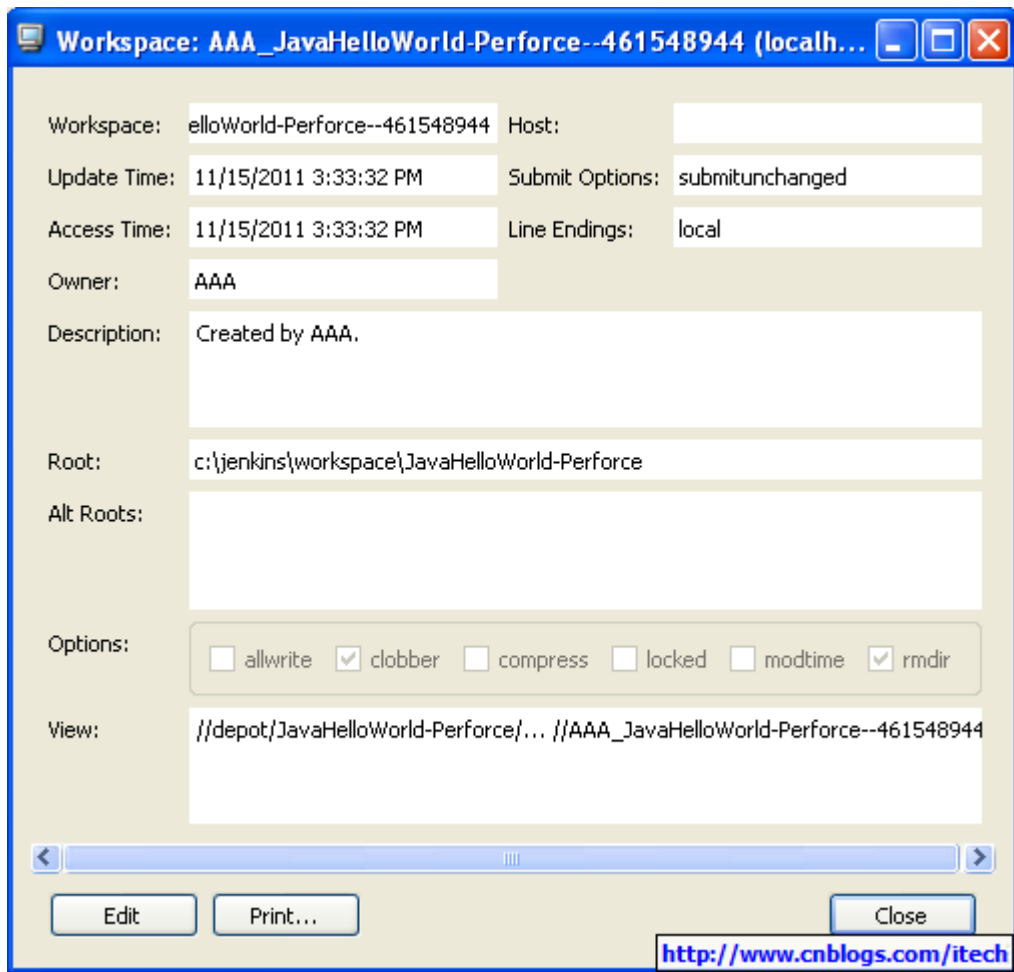 Workspace: AAA_JavaHelloWorld-Perforce--461548944 (localh...
Workspace: elloWorld-Perforce--461548944 Host:
Update Time: 11/15/2011 3:33:32 PM Submit Options: submitunchanged
Access Time: 11/15/2011 3:33:32 PM Line Endings: local
Owner: AAA
Description: Created by AAA.
Root: c:\jenkins\workspace\JavaHelloWorld-Perforce
Alt Roots:
Options: allwrite clobber compress locked modtime rmdir
View: //depot/JavaHelloWorld-Perforce/... //AAA_JavaHelloWorld-Perforce--461548944
Edit Print... Close
http://www.cnblogs.com/itech